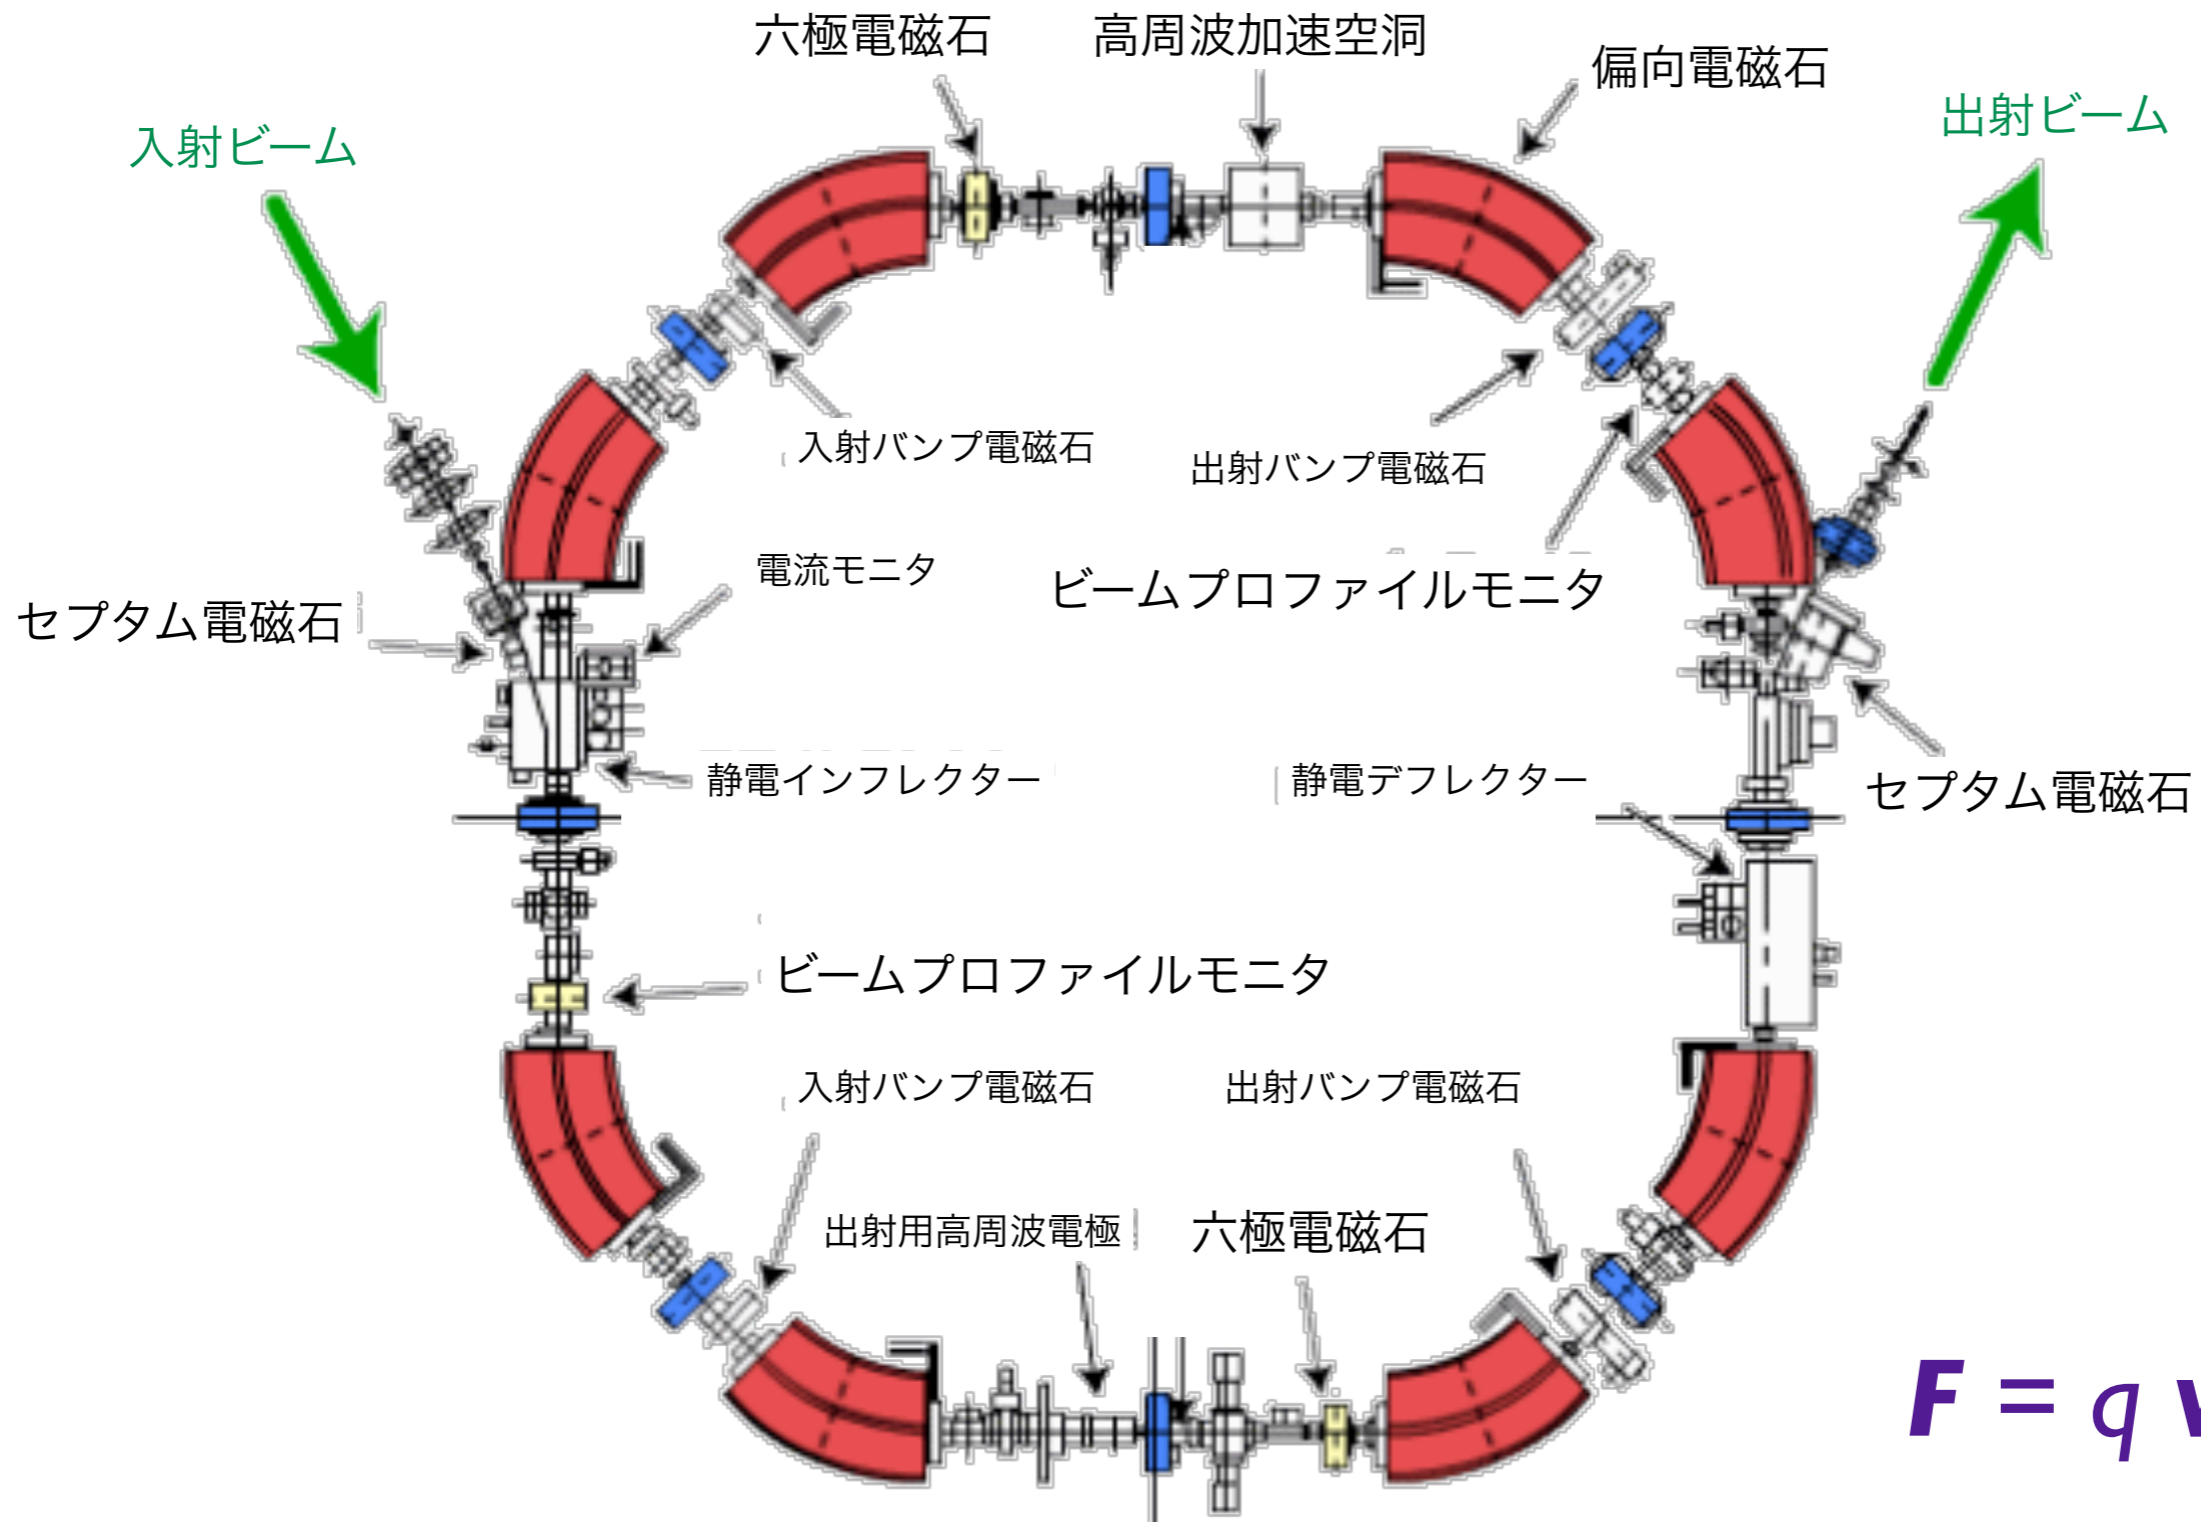 六極電磁石
高周波加速空洞
偏向電磁石
入射ビーム
出射ビーム
入射バンプ電磁石
出射バンプ電磁石
電流モニタ
ビームプロファイルモニタ
セプタム電磁石
静電インフレクター
静電デフレクター
セプタム電磁石
ビームプロファイルモニタ
入射バンプ電磁石
出射バンプ電磁石
出射用高周波電極
六極電磁石
F = q